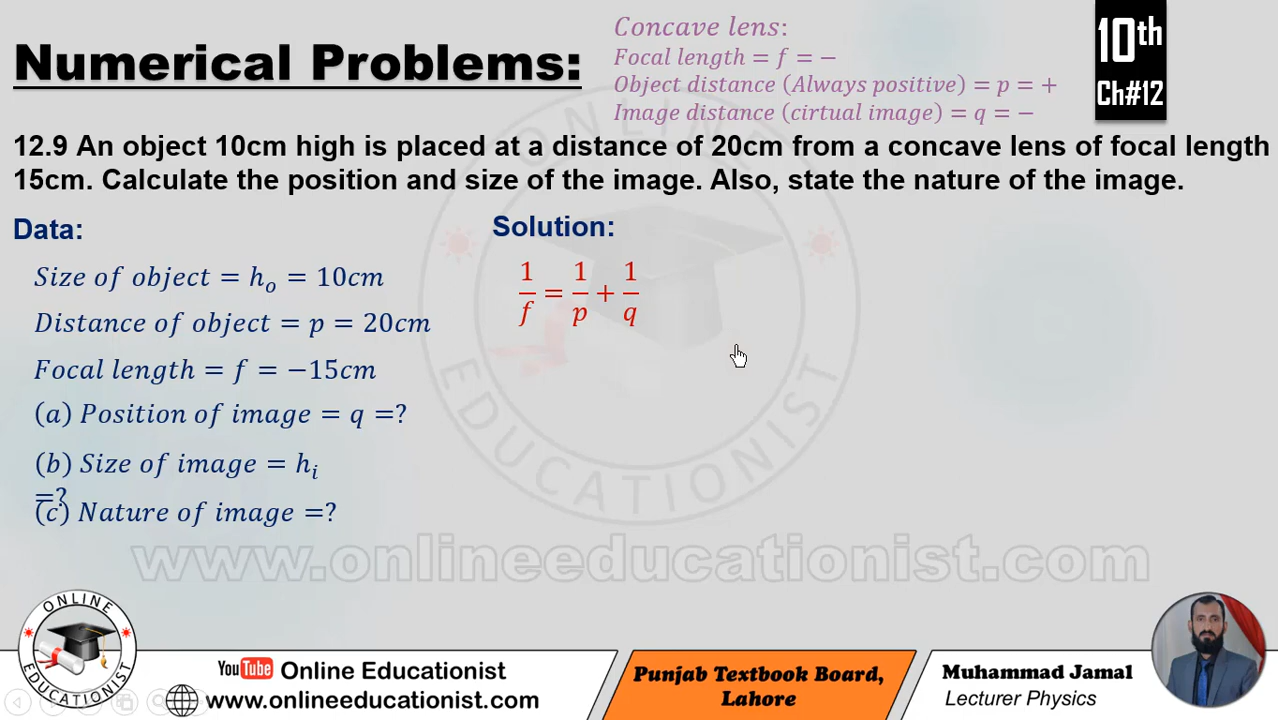 Numerical Problems:
Concave lens:
Focal length = f = −
Object distance (Always positive) = p = +
Image distance (cirtual image) = q = −
10th
Ch#12
12.9 An object 10cm high is placed at a distance of 20cm from a concave lens of focal length
15cm. Calculate the position and size of the image. Also, state the nature of the image.
Data:
Size of object = hₒ = 10cm
Distance of object = p = 20cm
Focal length = f = −15cm
(a) Position of image = q =?
(b) Size of image = hᵢ
=?
(c) Nature of image =?
Solution:
1/f = 1/p + 1/q
ONLINE
EDUCATIONIST
www.onlineeducationist.com
ONLINE
EDUCATIONIST
YouTube Online Educationist
www.onlineeducationist.com
Punjab Textbook Board,
Lahore
Muhammad Jamal
Lecturer Physics